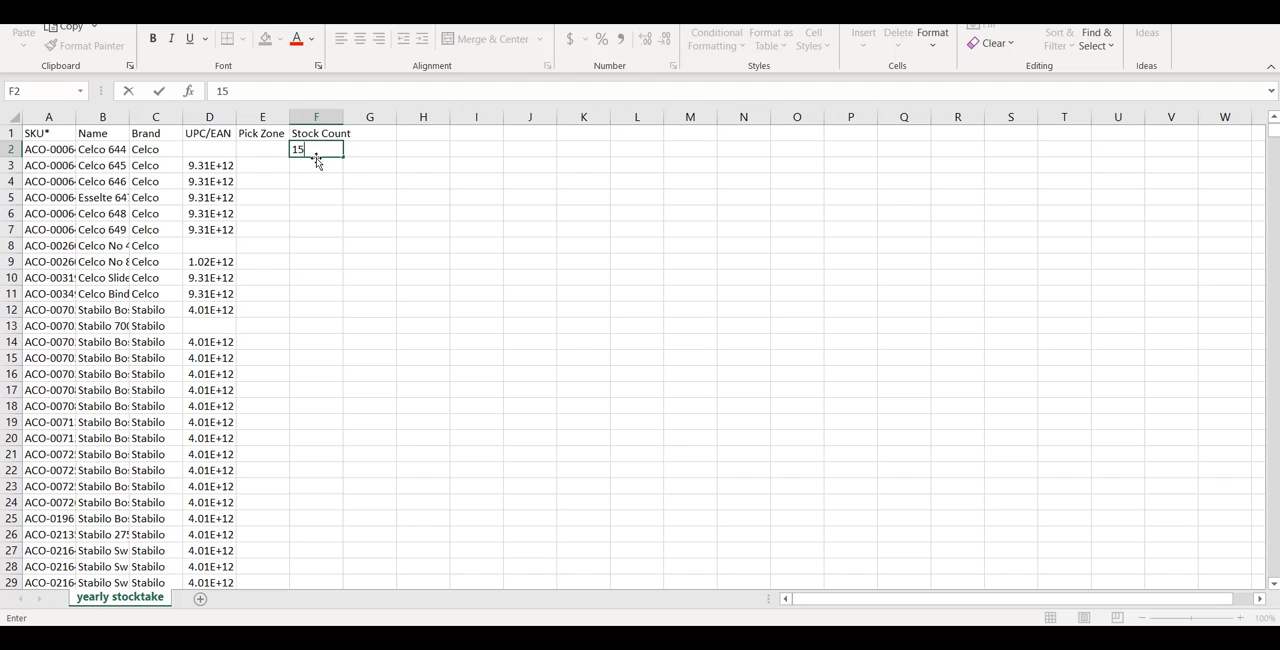 Copy
Paste
Format Painter
B I U A
Merge & Center
$ % 9
Conditional Formatting
Format as Table
Cell Styles
Insert
Delete
Format
Fill
Clear
Sort & Filter
Find & Select
Ideas
Clipboard
Font
Alignment
Number
Styles
Cells
Editing
Ideas
F2 fx 15
A B C D E F G H I J K L M N O P Q R S T U V W
1 SKU* Name Brand UPC/EAN Pick Zone Stock Count
2 ACO-0006 Celco 644 Celco 15
3 ACO-0006 Celco 645 Celco 9.31E+12
4 ACO-0006 Celco 646 Celco 9.31E+12
5 ACO-0006 Esselte 647 Celco 9.31E+12
6 ACO-0006 Celco 648 Celco 9.31E+12
7 ACO-0006 Celco 649 Celco 9.31E+12
8 ACO-0026 Celco No 4 Celco
9 ACO-0026 Celco No 8 Celco 1.02E+12
10 ACO-0031 Celco Slide Celco 9.31E+12
11 ACO-0034 Celco Bind Celco 9.31E+12
12 ACO-0070 Stabilo Bo Stabilo 4.01E+12
13 ACO-0070 Stabilo 700 Stabilo
14 ACO-0070 Stabilo Bo Stabilo 4.01E+12
15 ACO-0070 Stabilo Bo Stabilo 4.01E+12
16 ACO-0070 Stabilo Bo Stabilo 4.01E+12
17 ACO-0070 Stabilo Bo Stabilo 4.01E+12
18 ACO-0070 Stabilo Bo Stabilo 4.01E+12
19 ACO-0071 Stabilo Bo Stabilo 4.01E+12
20 ACO-0071 Stabilo Bo Stabilo 4.01E+12
21 ACO-0072 Stabilo Bo Stabilo 4.01E+12
22 ACO-0072 Stabilo Bo Stabilo 4.01E+12
23 ACO-0072 Stabilo Bo Stabilo 4.01E+12
24 ACO-0072 Stabilo Bo Stabilo 4.01E+12
25 ACO-0196 Stabilo Bo Stabilo 4.01E+12
26 ACO-0213 Stabilo 275 Stabilo 4.01E+12
27 ACO-0216 Stabilo Sw Stabilo 4.01E+12
28 ACO-0216 Stabilo Sw Stabilo 4.01E+12
29 ACO-0216 Stabilo Sw Stabilo 4.01E+12
yearly stocktake
Enter 100%